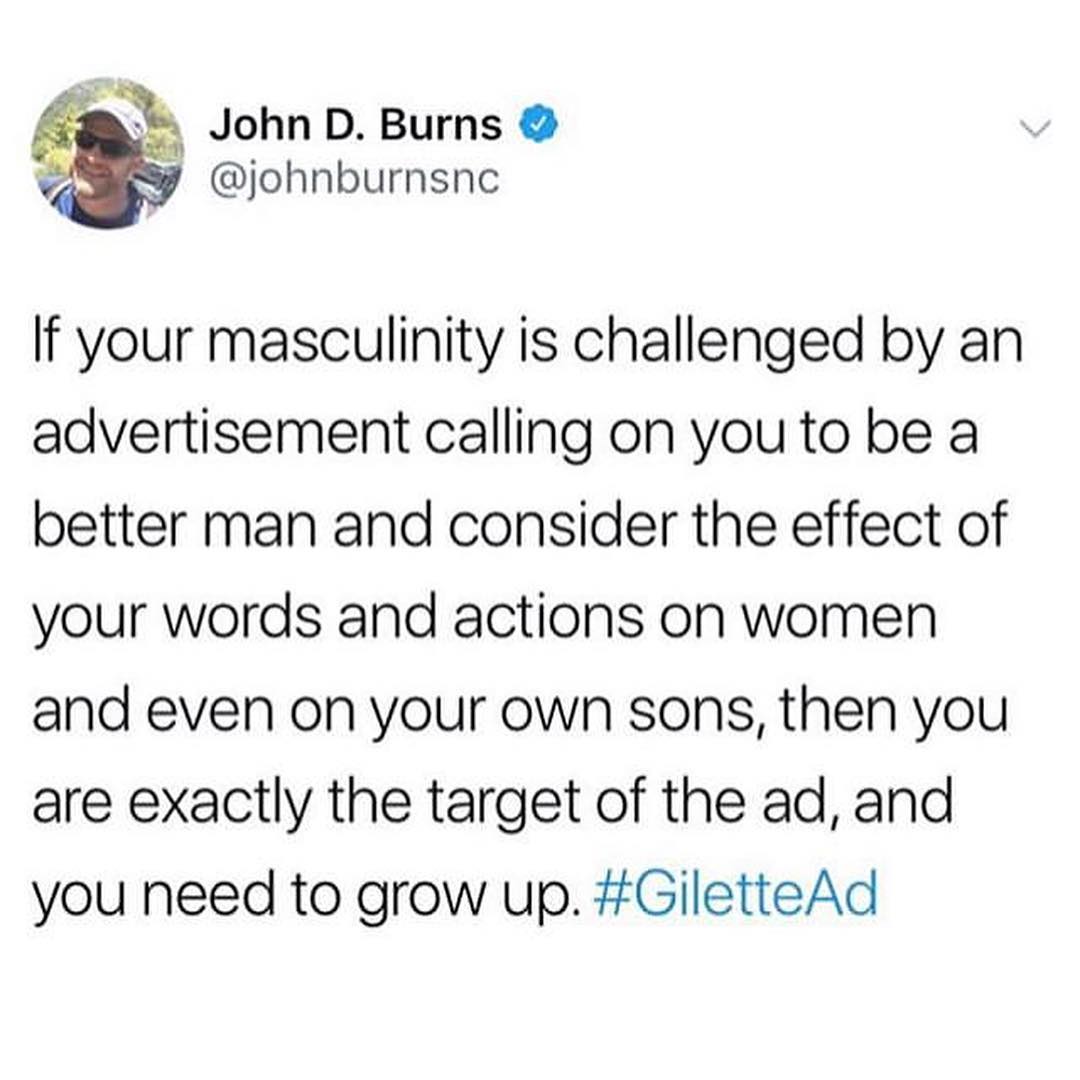 John D. Burns
@johnburnsnc
If your masculinity is challenged by an
advertisement calling on you to be a
better man and consider the effect of
your words and actions on women
and even on your own sons, then you
are exactly the target of the ad, and
you need to grow up. #GiletteAd